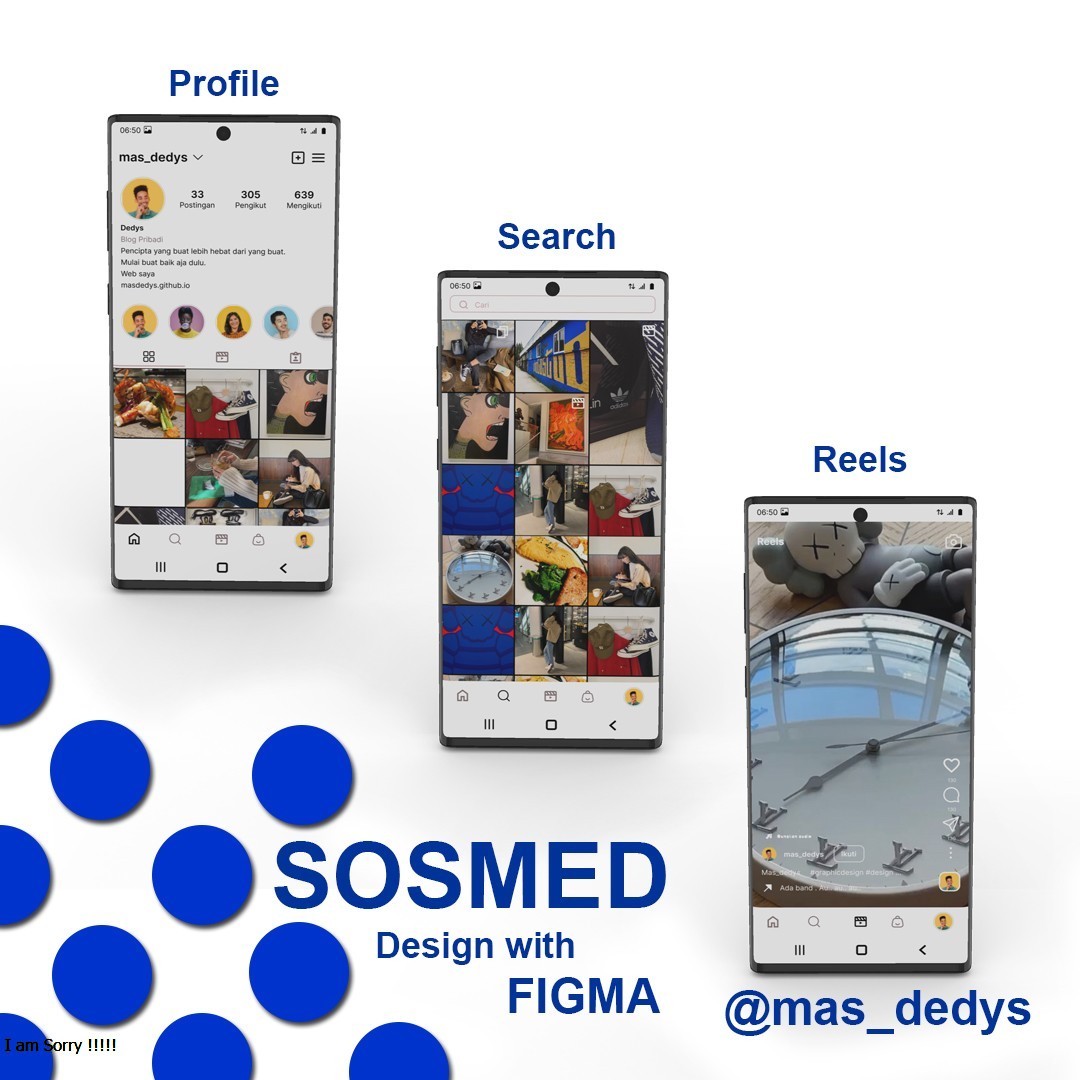 Profile
06:50
mas_dedys
33 305 639
Postingan Pengikut Mengikuti
Dedys
Blog Pribadi
Pencipta yang buat lebih hebat dari yang buat.
Mulai buat baik aja dulu.
Web saya
masdedys.github.io
Search
06:50
Cari
adidas
Reels
06:50
Reels
mas_dedys Ikuti
Mas_dedys #graphicdesign #design
Ada band .
SOSMED
Design with
FIGMA
@mas_dedys
I am Sorry !!!!!